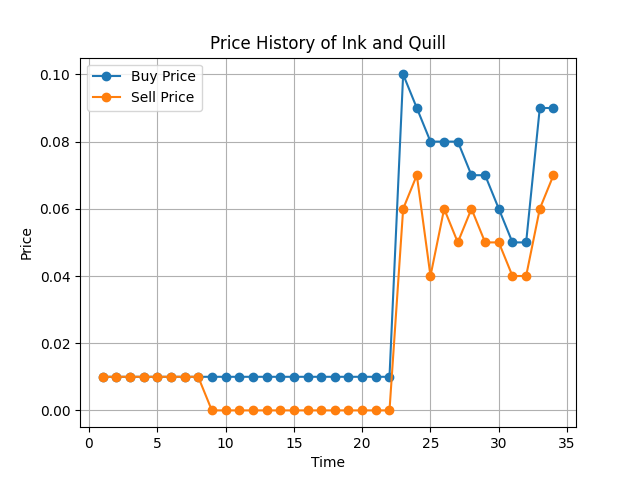 Price History of Ink and Quill
Buy Price
Sell Price
0.10
0.08
0.06
0.04
0.02
0.00
Price
0 5 10 15 20 25 30 35
Time